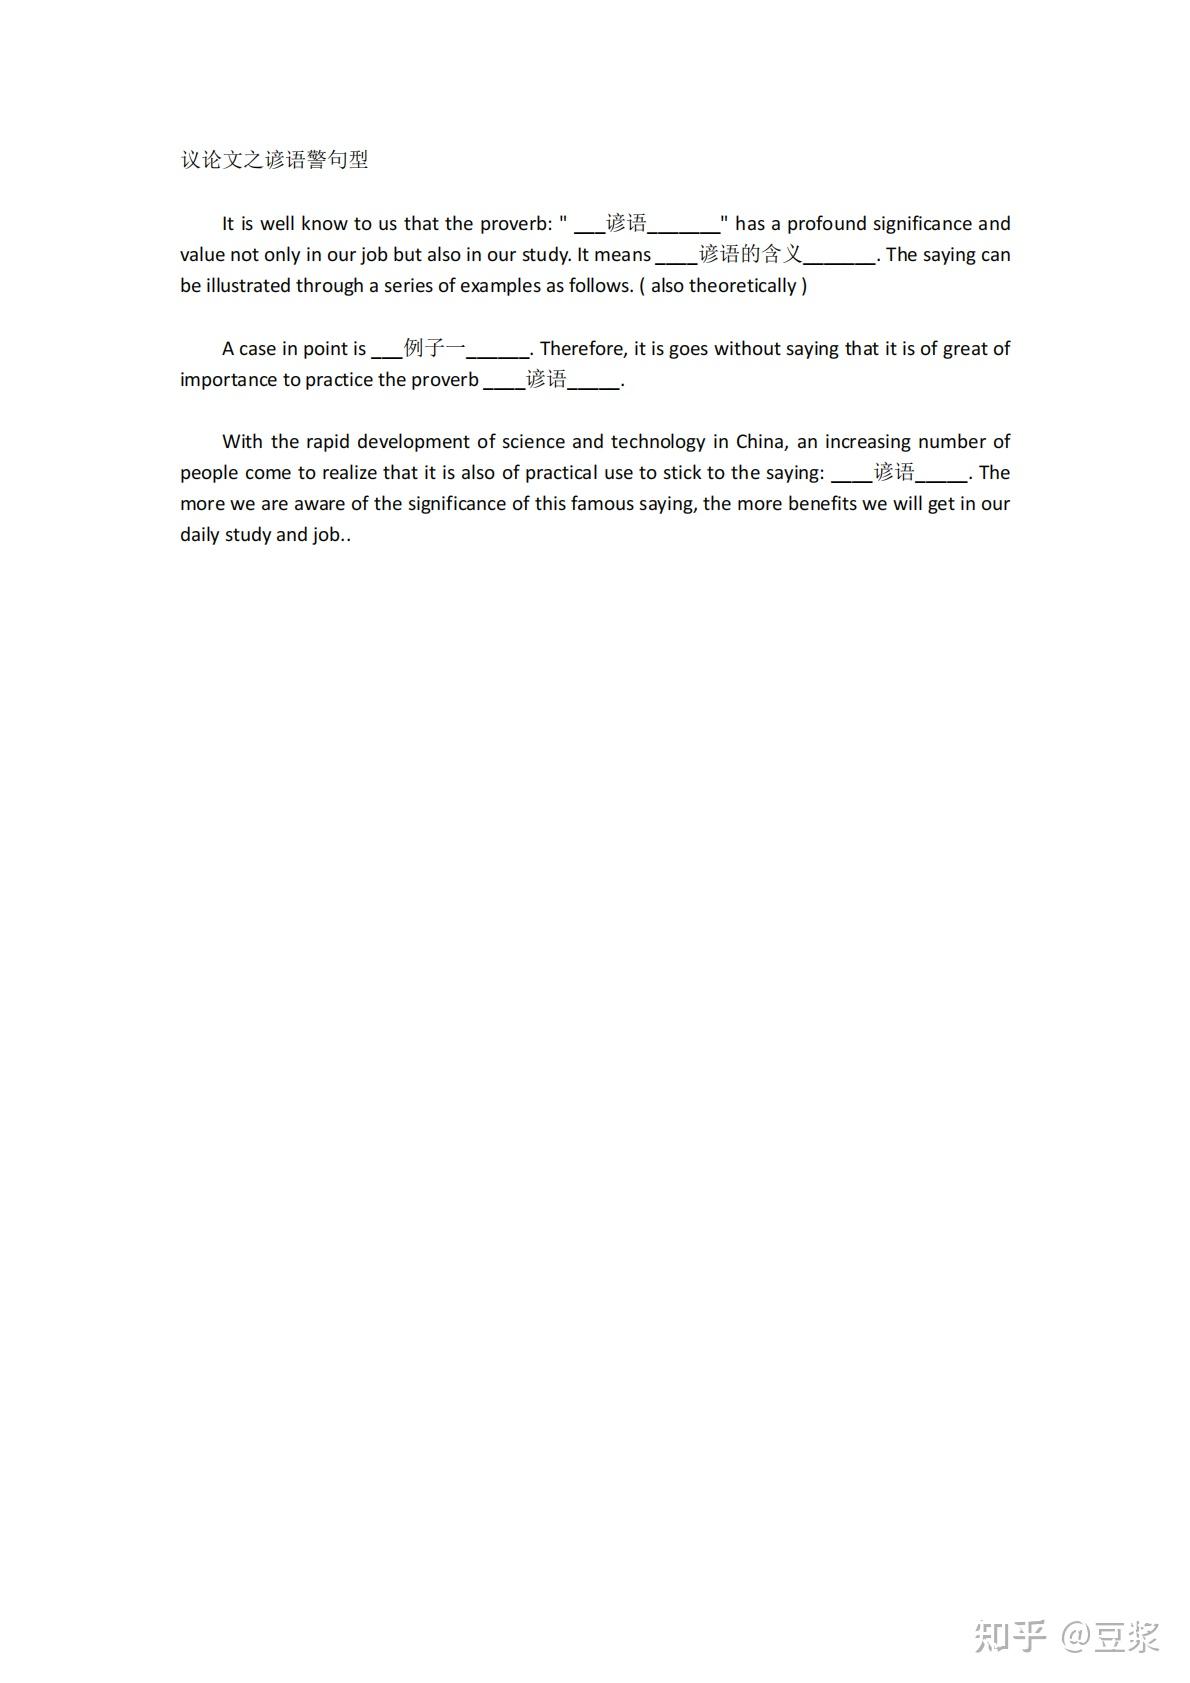 议论文之谚语警句型
It is well know to us that the proverb: " ___谚语_______" has a profound significance and
value not only in our job but also in our study. It means ____谚语的含义_______. The saying can
be illustrated through a series of examples as follows. ( also theoretically )
A case in point is ___例子一______. Therefore, it is goes without saying that it is of great of
importance to practice the proverb ____谚语_____.
With the rapid development of science and technology in China, an increasing number of
people come to realize that it is also of practical use to stick to the saying: ____谚语_____. The
more we are aware of the significance of this famous saying, the more benefits we will get in our
daily study and job..
知乎 @豆浆